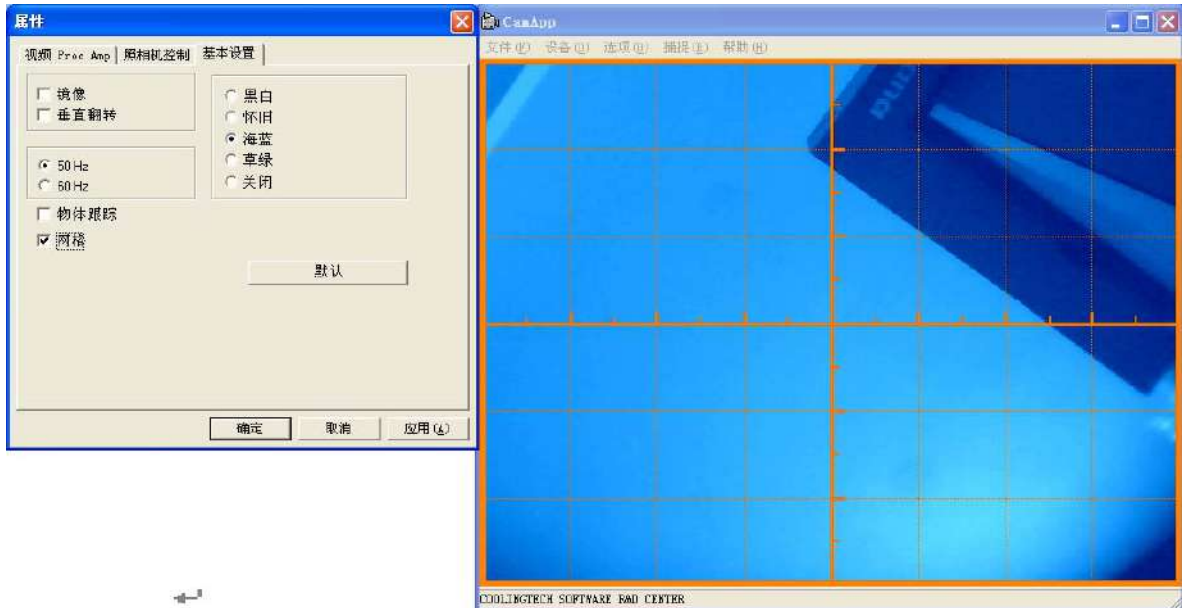 属性
视频 Proc Amp 照相机控制 基本设置
镜像
垂直翻转
50 Hz
60 Hz
物体跟踪
网格
黑白
怀旧
海蓝
草绿
关闭
默认
确定 取消 应用(A)
CamApp
文件(F) 设备(D) 选项(O) 捕捉(C) 帮助(H)
COOLINGTECH SOFTWARE RAD CENTER